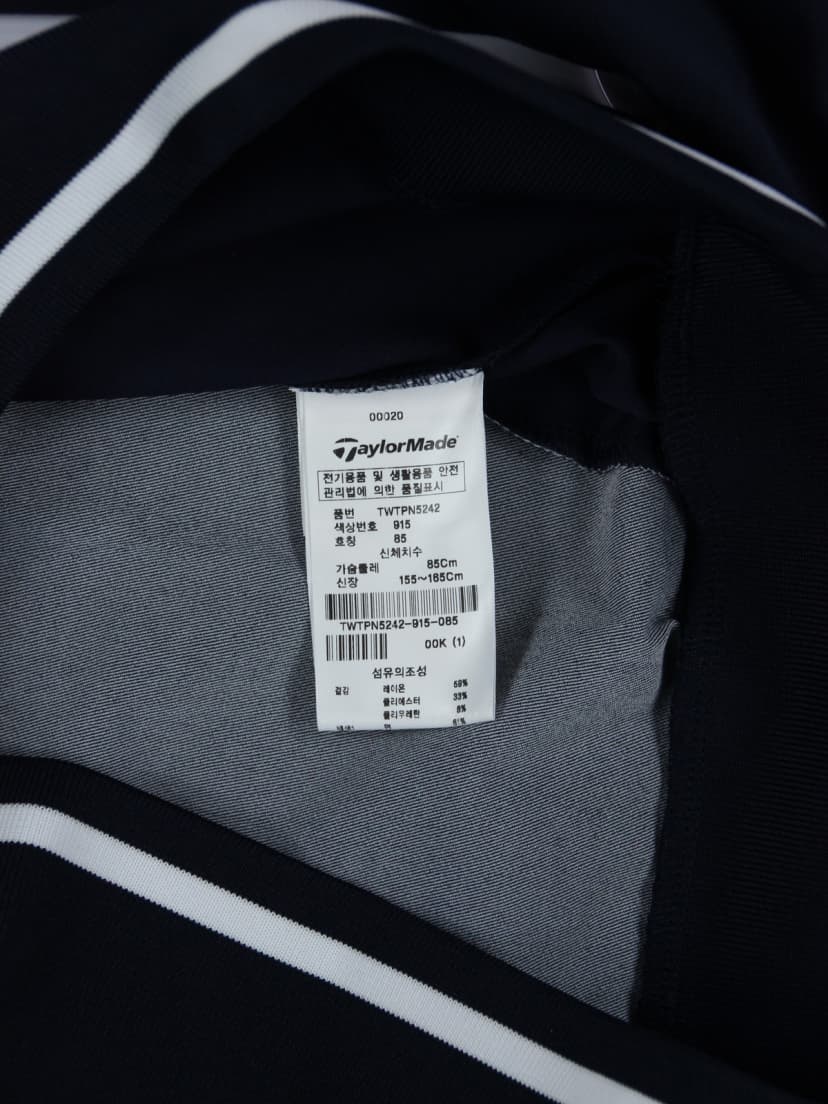 00020
TaylorMade
전기용품 및 생활용품 안전
관리법에 의한 품질표시
품번 TWTPN5242
색상번호 915
호칭 85
신체치수
가슴둘레 85Cm
신장 155~165Cm
TWTPN5242-915-085
00K (1)
섬유의조성
겉감 레이온 59%
폴리에스터 33%
폴리우레탄 8%
61%